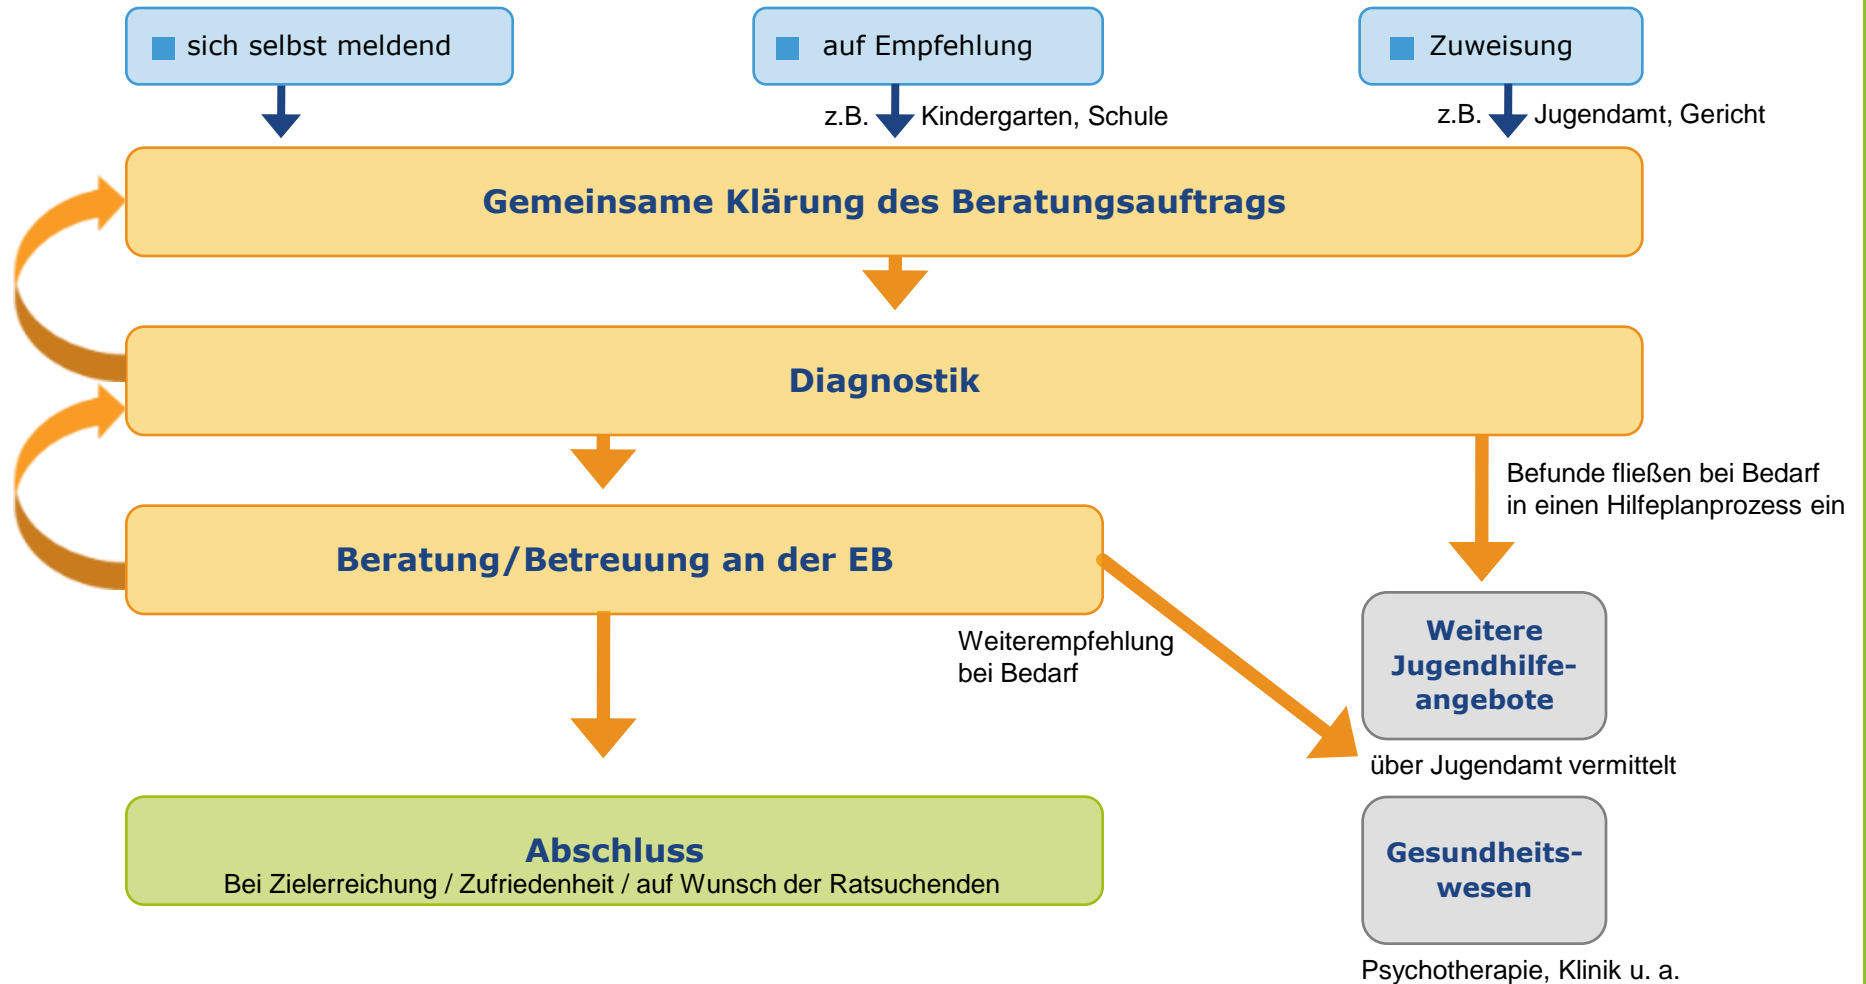 sich selbst meldend
auf Empfehlung
Zuweisung
z.B. Kindergarten, Schule
z.B. Jugendamt, Gericht
Gemeinsame Klärung des Beratungsauftrags
Diagnostik
Befunde fließen bei Bedarf
in einen Hilfeplanprozess ein
Beratung/Betreuung an der EB
Weiterempfehlung
bei Bedarf
Weitere
Jugendhilfe-
angebote
über Jugendamt vermittelt
Abschluss
Bei Zielerreichung / Zufriedenheit / auf Wunsch der Ratsuchenden
Gesundheits-
wesen
Psychotherapie, Klinik u. a.